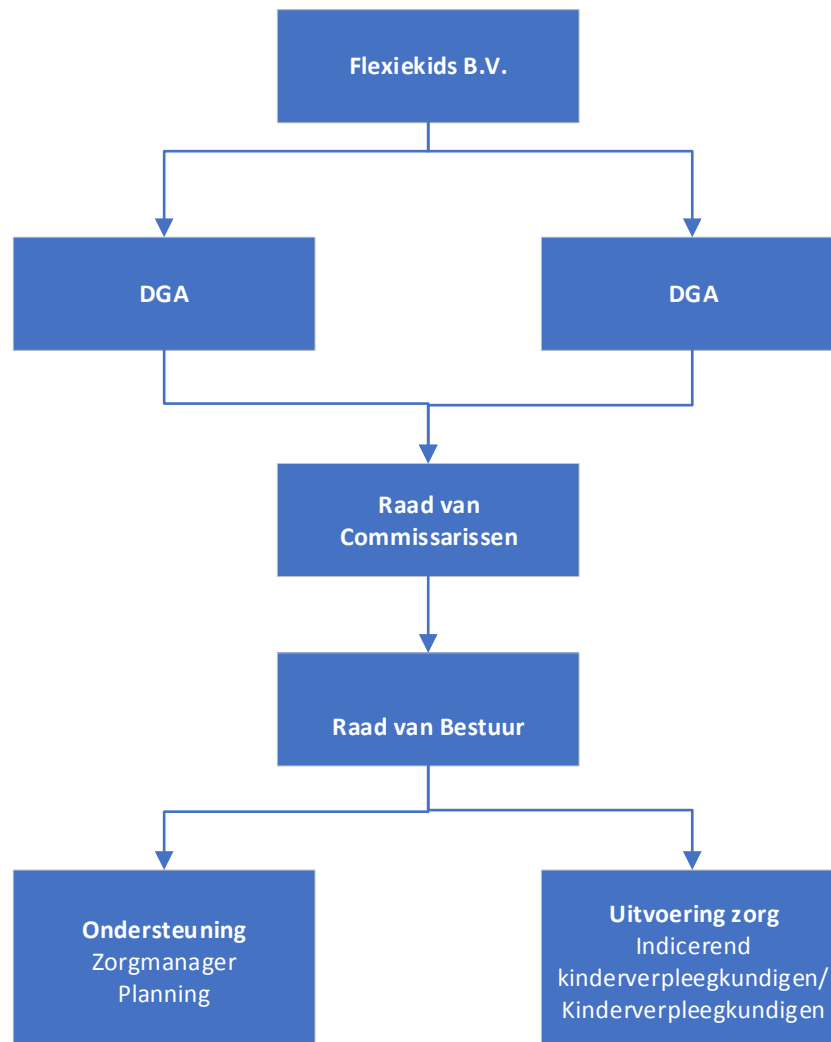 Flexiekids B.V.
DGA
DGA
Raad van
Commissarissen
Raad van Bestuur
Ondersteuning
Zorgmanager
Planning
Uitvoering zorg
Indicerend
kinderverpleegkundigen/
Kinderverpleegkundigen